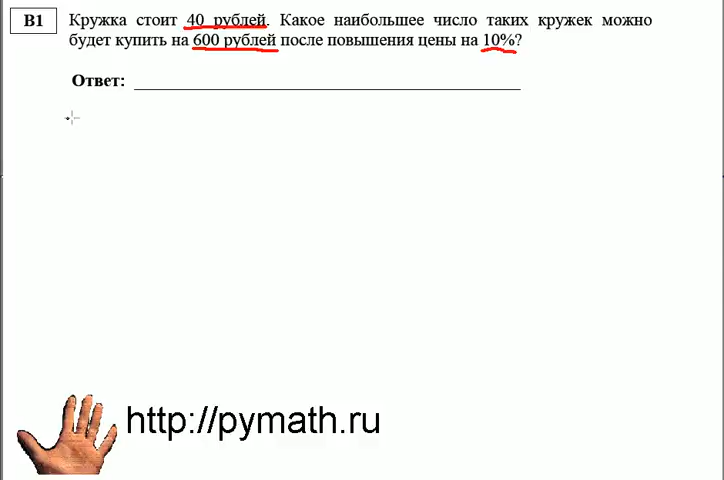 B1
Кружка стоит 40 рублей. Какое наибольшее число таких кружек можно
будет купить на 600 рублей после повышения цены на 10%?
Ответ:
http://pymath.ru